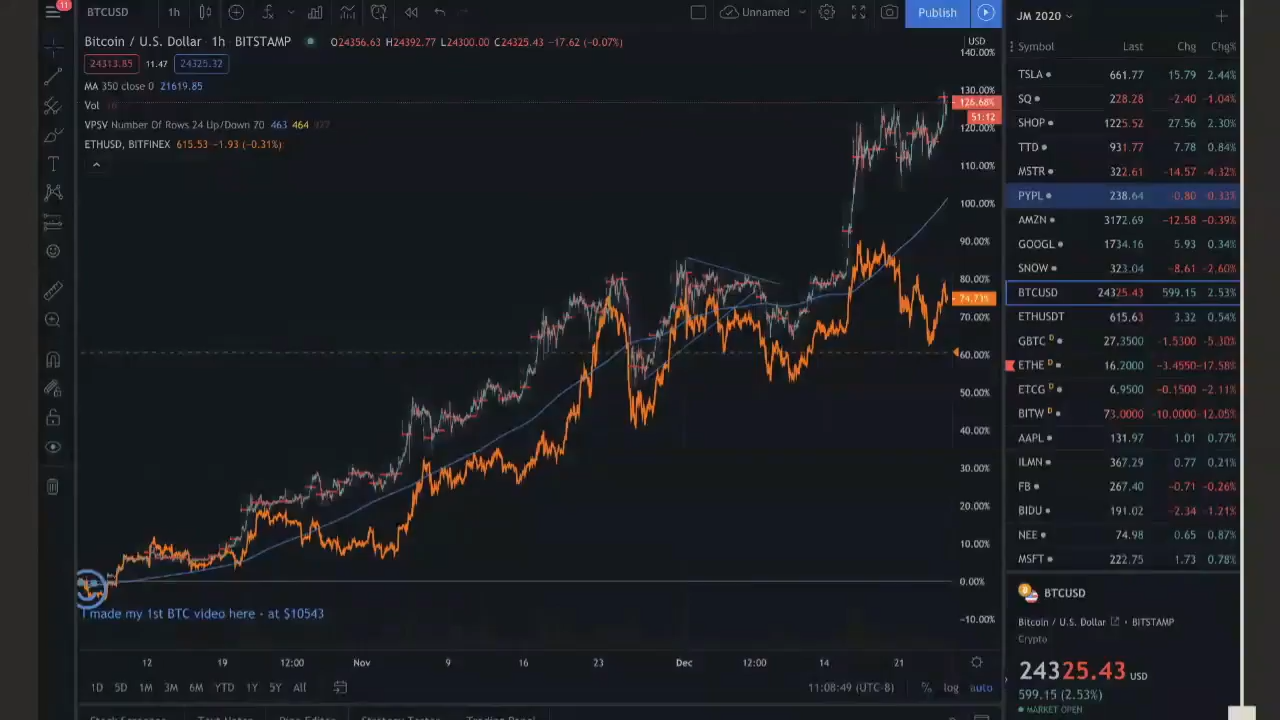 11
BTCUSD 1h Unnamed Publish
JM 2020
Bitcoin / U.S. Dollar · 1h · BITSTAMP O24356.63 H24392.77 L24300.00 C24325.43 −17.62 (−0.07%)
24313.85 11.47 24325.32
MA 350 close 0 21619.85
Vol
VPSV Number Of Rows 24 Up/Down 70 463 464
ETHUSD, BITFINEX 615.53 −1.93 (−0.31%)
USD
140.00%
130.00%
126.68%
51:12
120.00%
110.00%
100.00%
90.00%
80.00%
74.73%
70.00%
60.00%
50.00%
40.00%
30.00%
20.00%
10.00%
0.00%
−10.00%
I made my 1st BTC video here - at $10543
12 19 12:00 Nov 9 16 23 Dec 12:00 14 21
1D 5D 1M 3M 6M YTD 1Y 5Y All 11:08:49 (UTC-8) % log auto
Stock Screener Text Notes Pine Editor Strategy Tester Trading Panel
Symbol Last Chg Chg%
TSLA 661.77 15.79 2.44%
SQ 228.28 −2.40 −1.04%
SHOP 1225.52 27.56 2.30%
TTD 931.77 7.78 0.84%
MSTR 322.61 −14.57 −4.32%
PYPL 238.64 −0.80 −0.33%
AMZN 3172.69 −12.58 −0.39%
GOOGL 1734.16 5.93 0.34%
SNOW 323.04 −8.61 −2.60%
BTCUSD 24325.43 599.15 2.53%
ETHUSDT 615.63 3.32 0.54%
GBTC D 27.3500 −1.5300 −5.30%
ETHE D 16.2000 −3.4550 −17.58%
ETCG D 6.9500 −0.1500 −2.11%
BITW D 73.0000 −10.0000 −12.05%
AAPL 131.97 1.01 0.77%
ILMN 367.29 0.77 0.21%
FB 267.40 −0.71 −0.26%
BIDU 191.02 −2.34 −1.21%
NEE 74.98 0.65 0.87%
MSFT 222.75 1.73 0.78%
BTCUSD
Bitcoin / U.S. Dollar · BITSTAMP
Crypto
24325.43 USD
599.15 (2.53%)
MARKET OPEN